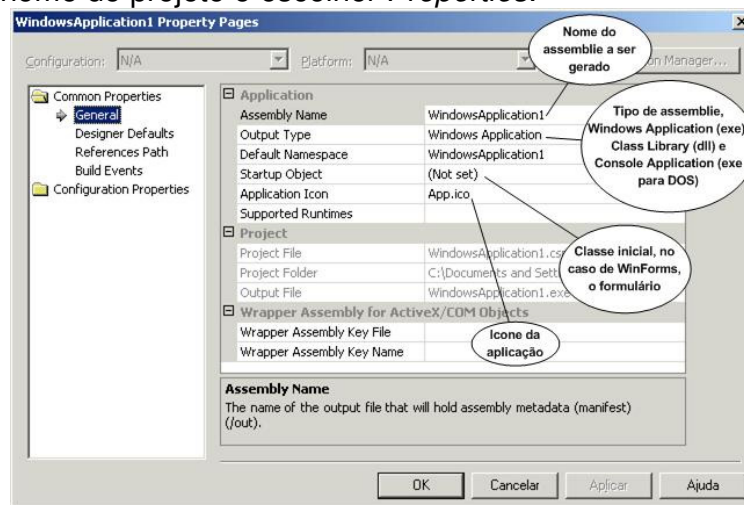 nome do projeto e escolher Properties.
WindowsApplication1 Property Pages
Configuration: N/A Platform: N/A on Manager...
Nome do
assemblie a ser
gerado
Common Properties
General
Designer Defaults
References Path
Build Events
Configuration Properties
Application
Assembly Name WindowsApplication1
Output Type Windows Application
Default Namespace WindowsApplication1
Startup Object (Not set)
Application Icon App.ico
Supported Runtimes
Tipo de assemblie,
Windows Application (exe)
Class Library (dll) e
Console Application (exe
para DOS)
Project
Project File WindowsApplication1.cs
Project Folder C:\Documents and Sett
Output File WindowsApplication1.exe
Classe inicial, no
caso de WinForms,
o formulário
Wrapper Assembly for ActiveX/COM Objects
Wrapper Assembly Key File
Wrapper Assembly Key Name
Icone da
aplicação
Assembly Name
The name of the output file that will hold assembly metadata (manifest)
(/out).
OK Cancelar Aplicar Ajuda